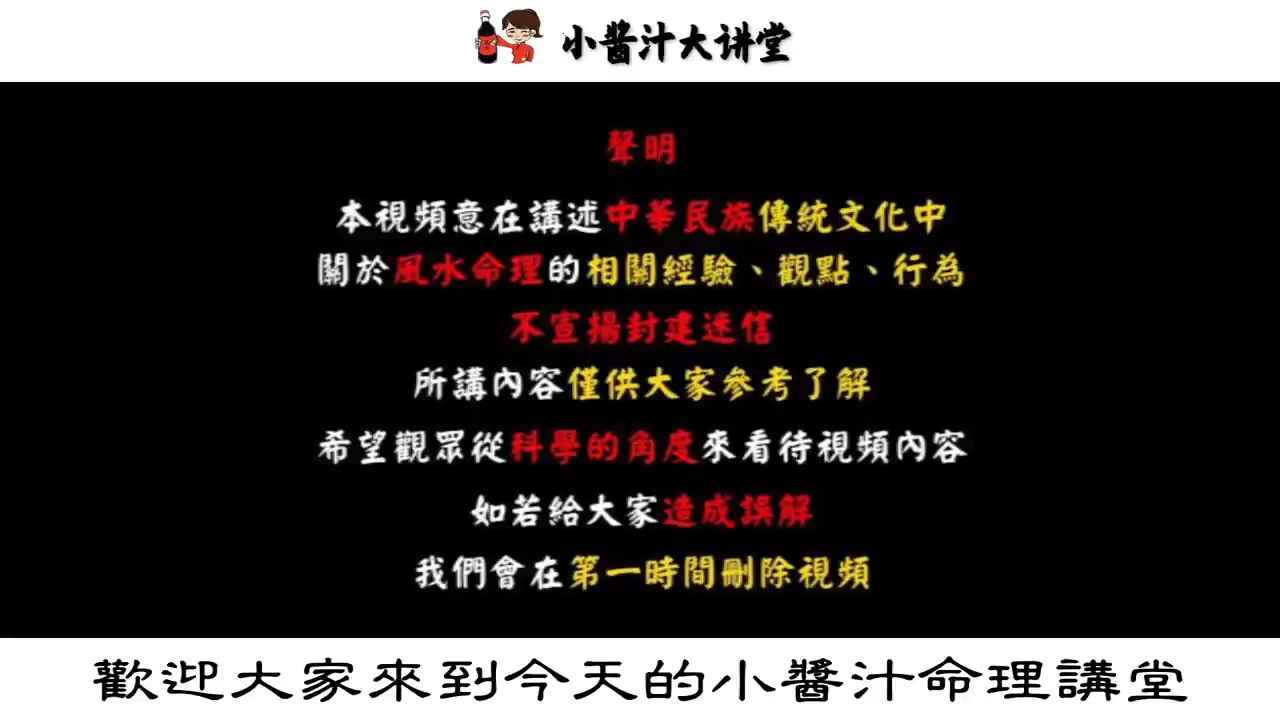 小醬汁大讲堂
聲明
本視頻意在講述中華民族傳統文化中
關於風水命理的相關經驗、觀點、行為
不宣揚封建迷信
所講內容僅供大家參考了解
希望觀眾從科學的角度來看待視頻內容
如若給大家造成誤解
我們會在第一時間刪除視頻
歡迎大家來到今天的小醬汁命理講堂